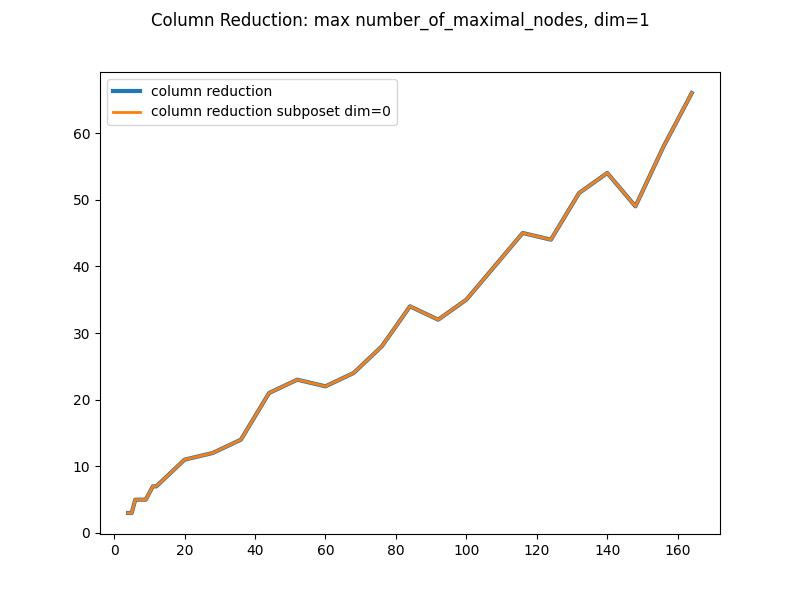 Column Reduction: max number_of_maximal_nodes, dim=1
column reduction
column reduction subposet dim=0
60
50
40
30
20
10
0
0 20 40 60 80 100 120 140 160